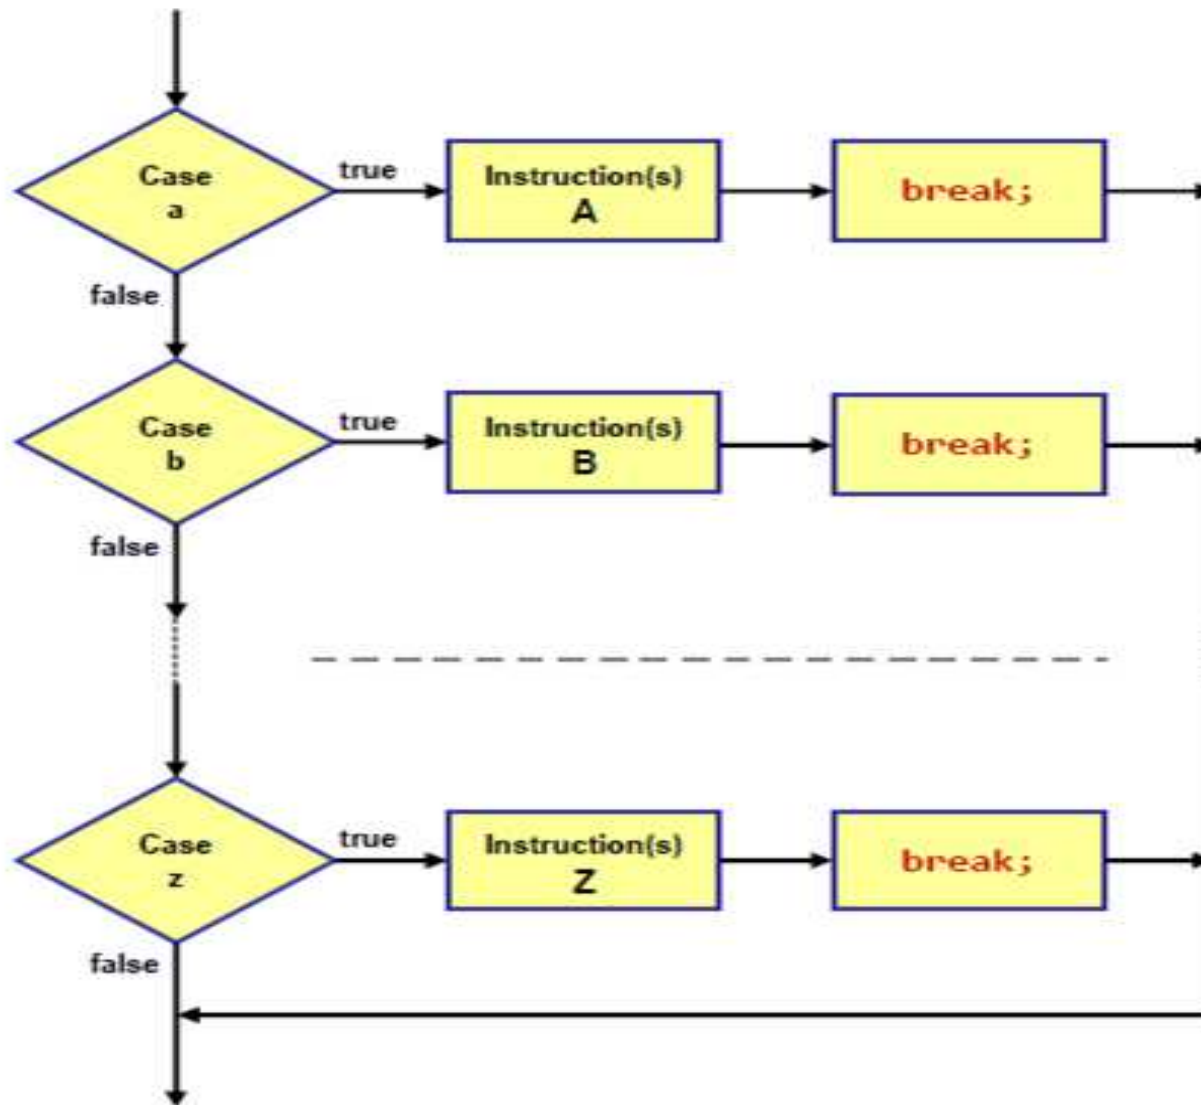 Case
a
true
Instruction(s)
A
break;
false
Case
b
true
Instruction(s)
B
break;
false
Case
z
true
Instruction(s)
Z
break;
false